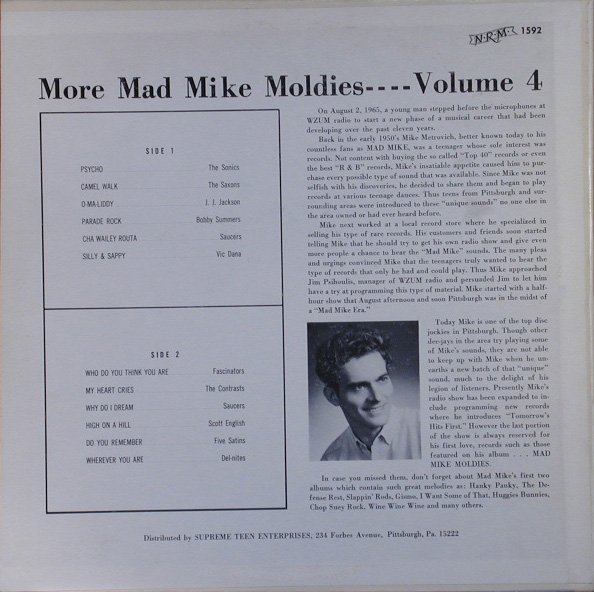 N.R.M. 1592
More Mad Mike Moldies----Volume 4
SIDE 1
PSYCHO The Sonics
CAMEL WALK The Saxons
O-MA-LIDDY J. J. Jackson
PARADE ROCK Bobby Summers
CHA WAILEY ROUTA Saucers
SILLY & SAPPY Vic Dana
SIDE 2
WHO DO YOU THINK YOU ARE Fascinators
MY HEART CRIES The Contrasts
WHY DO I DREAM Saucers
HIGH ON A HILL Scott English
DO YOU REMEMBER Five Satins
WHEREVER YOU ARE Del-nites
On August 2, 1965, a young man stepped before the microphones at
WZUM radio to start a new phase of a musical career that had been
developing over the past eleven years.
Back in the early 1950's Mike Metrovich, better known today to his
countless fans as MAD MIKE, was a teenager whose sole interest was
records. Not content with buying the so called "Top 40" records or even
the best "R & B" records, Mike's insatiable appetite caused him to pur-
chase every possible type of sound that was available. Since Mike was not
selfish with his discoveries, he decided to share them and began to play
records at various teenage dances. Thus teens from Pittsburgh and sur-
rounding areas were introduced to these "unique sounds" no one else in
the area owned or had ever heard before.
Mike next worked at a local record store where he specialized in
selling his type of rare records. His customers and friends soon started
telling Mike that he should try to get his own radio show and give even
more people a chance to hear the "Mad Mike" sounds. The many pleas
and urgings convinced Mike that the teenagers truly wanted to hear the
type of records that only he had and could play. Thus Mike approached
Jim Psihoulis, manager of WZUM radio and persuaded Jim to let him
have a try at programming this type of material. Mike started with a half-
hour show that August afternoon and soon Pittsburgh was in the midst of
a "Mad Mike Era."
Today Mike is one of the top disc
jockies in Pittsburgh. Though other
dee-jays in the area try playing some
of Mike's sounds, they are not able
to keep up with Mike when he un-
earths a new batch of that "unique"
sound, much to the delight of his
legion of listeners. Presently Mike's
radio show has been expanded to in-
clude programming new records
where he introduces "Tomorrow's
Hits First." However the last portion
of the show is always reserved for
his first love, records such as those
featured on his album . . . MAD
MIKE MOLDIES.
In case you missed them, don't forget about Mad Mike's first two
albums which contain such great melodies as: Hanky Panky, The De-
fense Rest, Slappin' Rods, Gismo, I Want Some of That, Huggies Bunnies,
Chop Suey Rock, Wine Wine Wine and many others.
Distributed by SUPREME TEEN ENTERPRISES, 234 Forbes Avenue, Pittsburgh, Pa. 15222